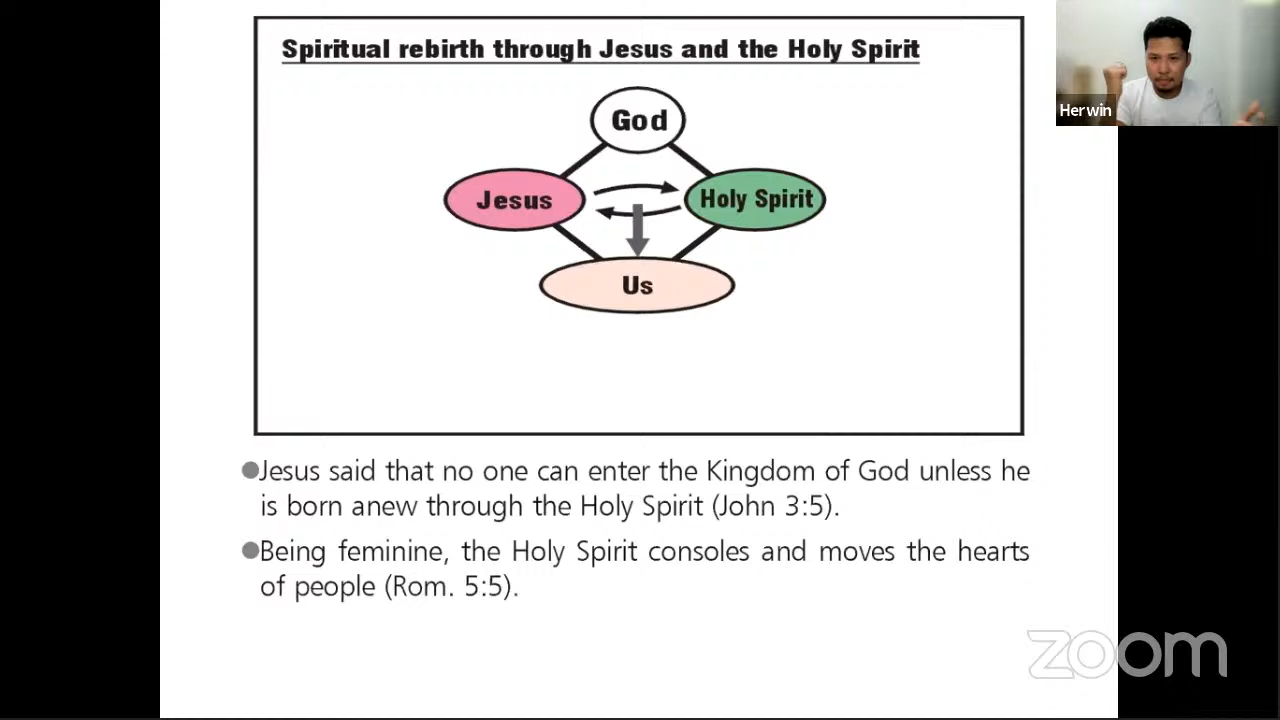 Spiritual rebirth through Jesus and the Holy Spirit
God
Jesus
Holy Spirit
Us
●Jesus said that no one can enter the Kingdom of God unless he
is born anew through the Holy Spirit (John 3:5).
●Being feminine, the Holy Spirit consoles and moves the hearts
of people (Rom. 5:5).
Herwin
zoom